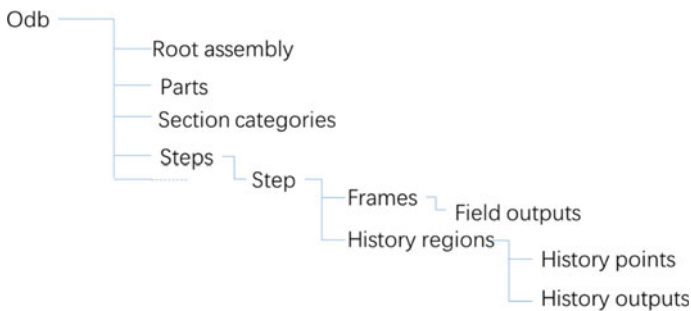 Odb
Root assembly
Parts
Section categories
Steps
Step
Frames
Field outputs
History regions
History points
History outputs